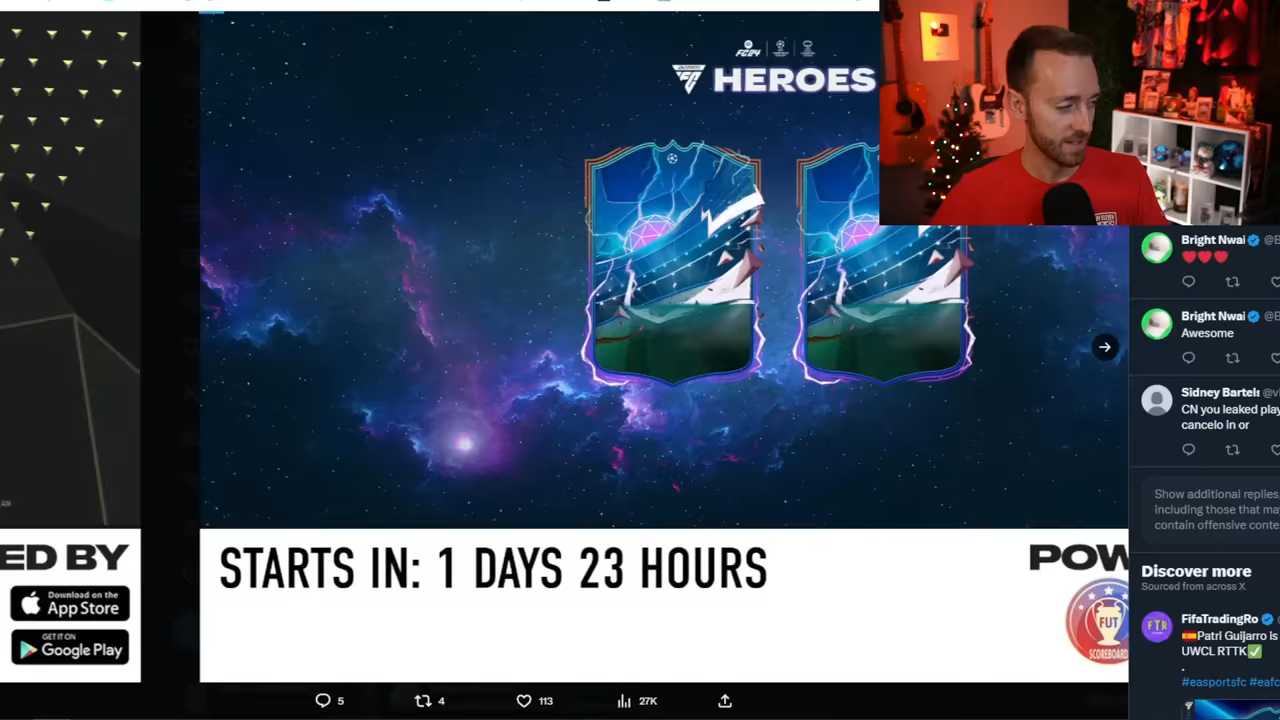 FC24
HEROES
Bright Nwai
❤❤❤
Bright Nwai
Awesome
Sidney Bartels
CN you leaked play
cancelo in or
Show additional replies,
including those that may
contain offensive conte
ED BY
Download on the
App Store
GET IT ON
Google Play
STARTS IN: 1 DAYS 23 HOURS
POW
FUT
SCOREBOARD
Discover more
Sourced from across X
FTR
FifaTradingRo
🇪🇸Patri Guijarro is
UWCL RTTK✅
.
#easportsfc #eafc
5
4
113
27K